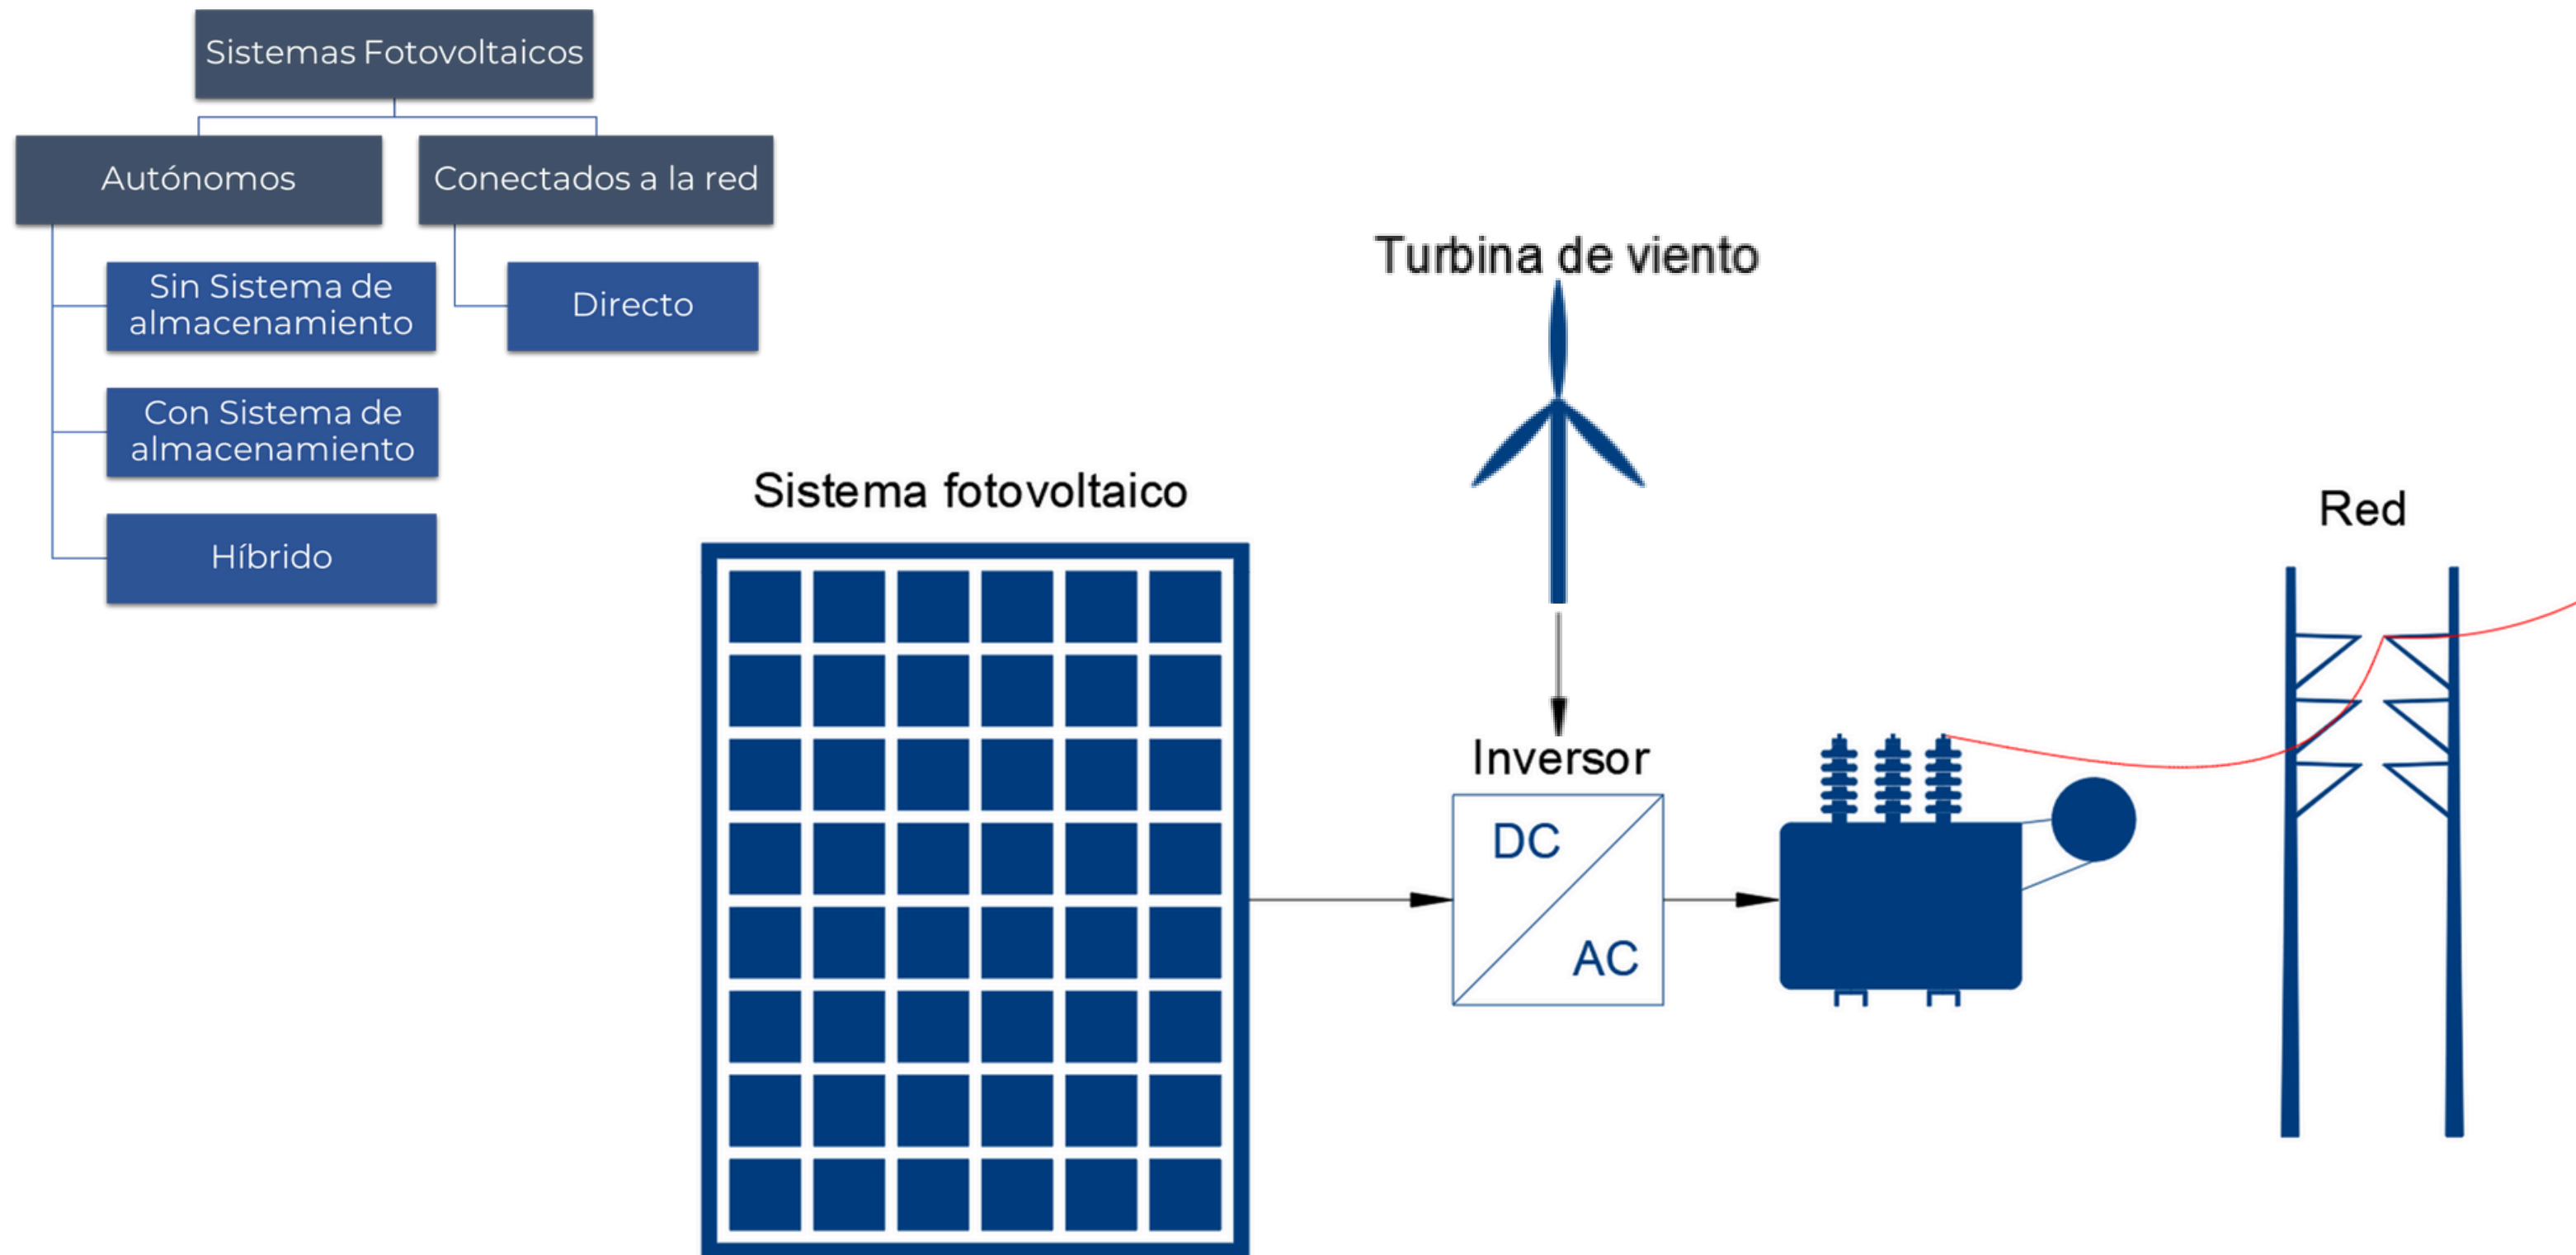 Sistemas Fotovoltaicos
Autónomos
Conectados a la red
Sin Sistema de
almacenamiento
Directo
Con Sistema de
almacenamiento
Híbrido
Turbina de viento
Sistema fotovoltaico
Red
Inversor
DC
AC